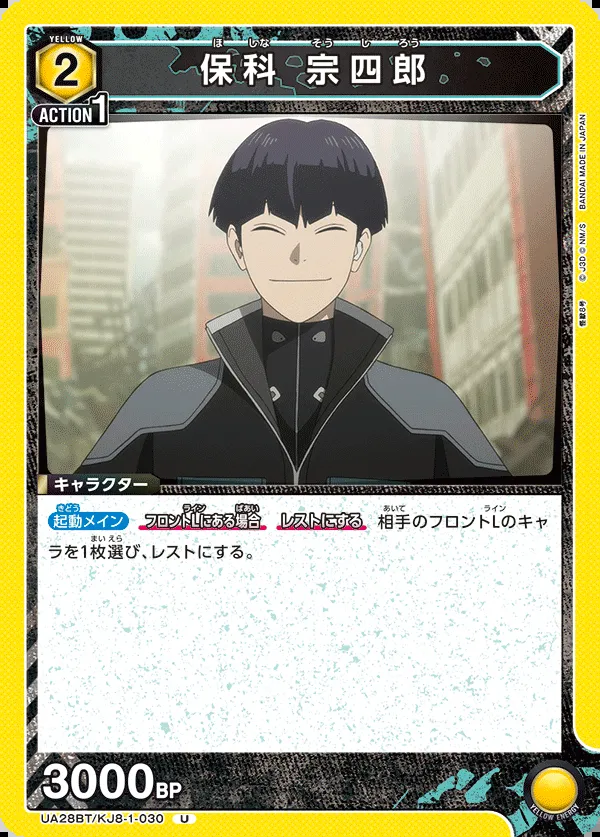 YELLOW
2
ACTION 1
ほ しな そう し ろう
保科 宗四郎
BANDAI MADE IN JAPAN
© J3D © NM/S
怪獣8号
キャラクター
きどう ライン ばあい あいて ライン
起動メイン フロントLにある場合 レストにする 相手のフロントLのキャ
まい えら
ラを1枚選び、レストにする。
3000BP
YELLOW ENERGY
UA28BT/KJ8-1-030 U